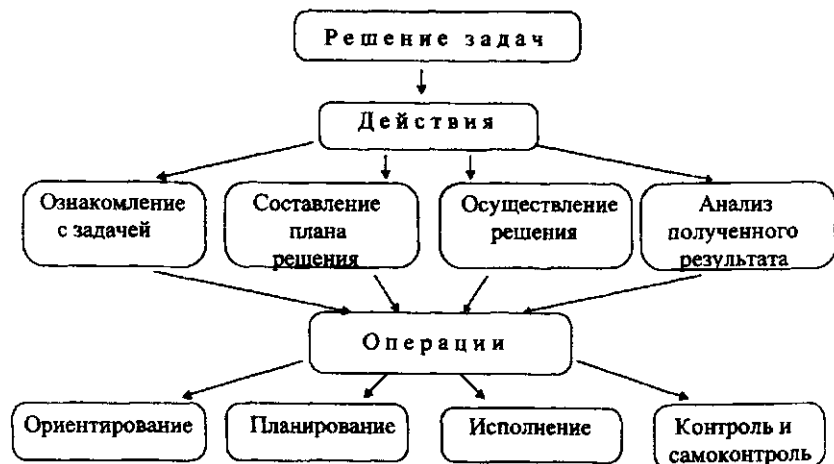 Решение задач
Действия
Ознакомление
с задачей
Составление
плана
решения
Осуществление
решения
Анализ
полученного
результата
Операции
Ориентирование
Планирование
Исполнение
Контроль и
самоконтроль